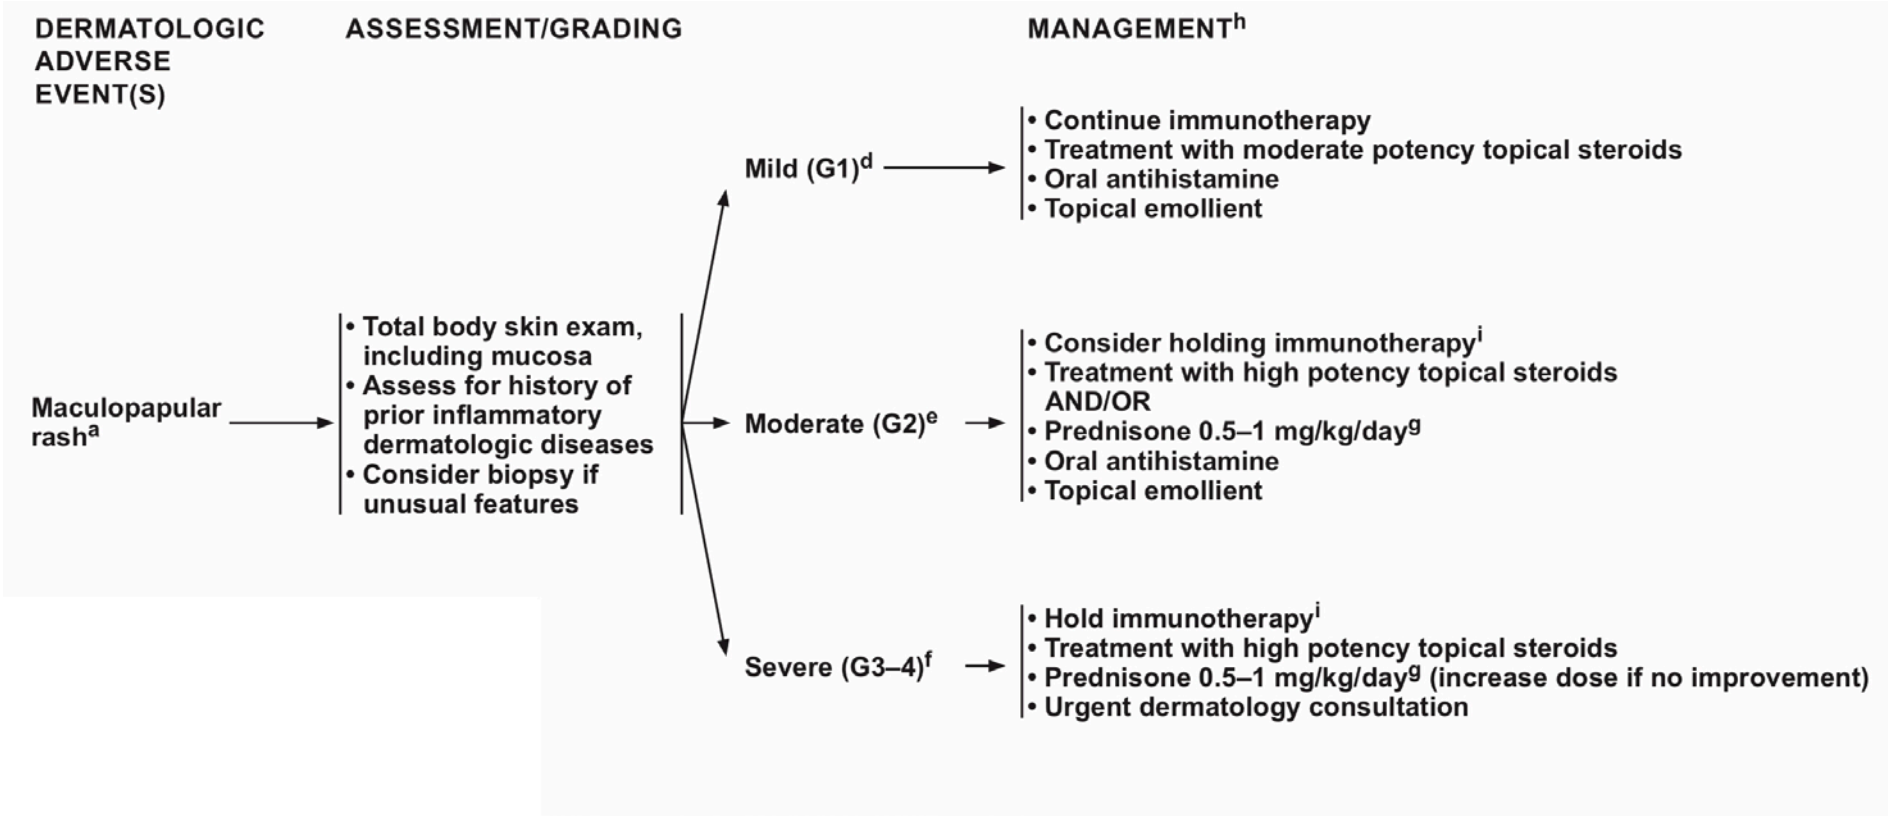 DERMATOLOGIC
ADVERSE
EVENT(S)
ASSESSMENT/GRADING
MANAGEMENTʰ
Maculopapular
rashᵃ
• Total body skin exam,
including mucosa
• Assess for history of
prior inflammatory
dermatologic diseases
• Consider biopsy if
unusual features
Mild (G1)ᵈ
• Continue immunotherapy
• Treatment with moderate potency topical steroids
• Oral antihistamine
• Topical emollient
Moderate (G2)ᵉ
• Consider holding immunotherapyⁱ
• Treatment with high potency topical steroids
AND/OR
• Prednisone 0.5–1 mg/kg/dayᵍ
• Oral antihistamine
• Topical emollient
Severe (G3–4)ᶠ
• Hold immunotherapyⁱ
• Treatment with high potency topical steroids
• Prednisone 0.5–1 mg/kg/dayᵍ (increase dose if no improvement)
• Urgent dermatology consultation